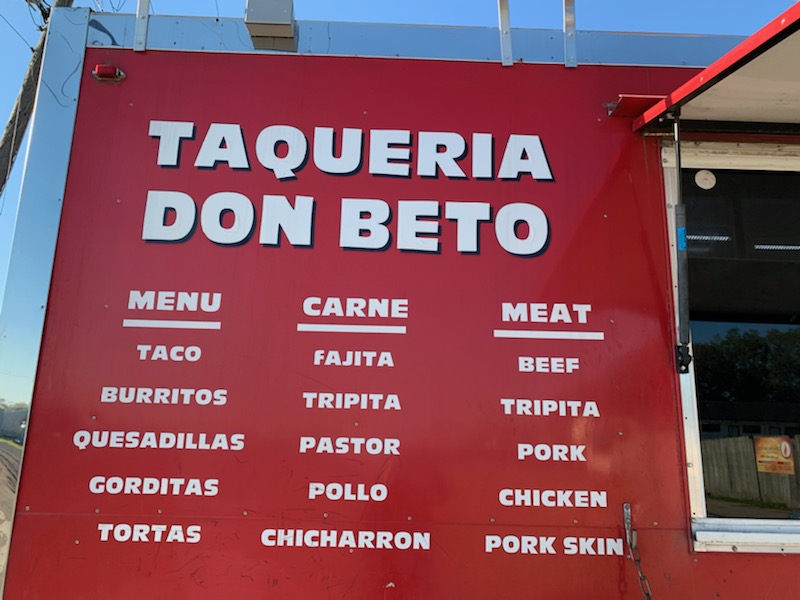 TAQUERIA
DON BETO
MENU
TACO
BURRITOS
QUESADILLAS
GORDITAS
TORTAS
CARNE
FAJITA
TRIPITA
PASTOR
POLLO
CHICHARRON
MEAT
BEEF
TRIPITA
PORK
CHICKEN
PORK SKIN